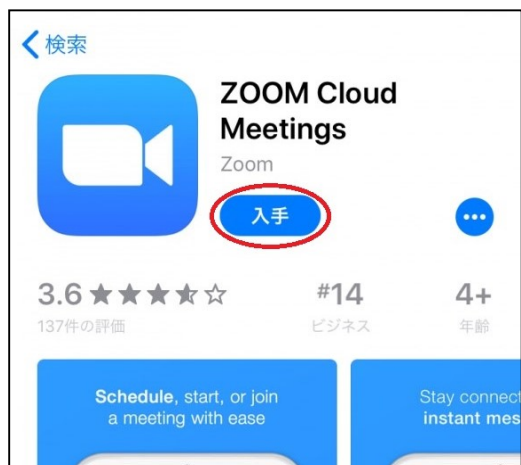 検索
ZOOM Cloud
Meetings
Zoom
入手
3.6
#14
4+
137件の評価
ビジネス
年齢
Schedule, start, or join
a meeting with ease
Stay connect
instant mes